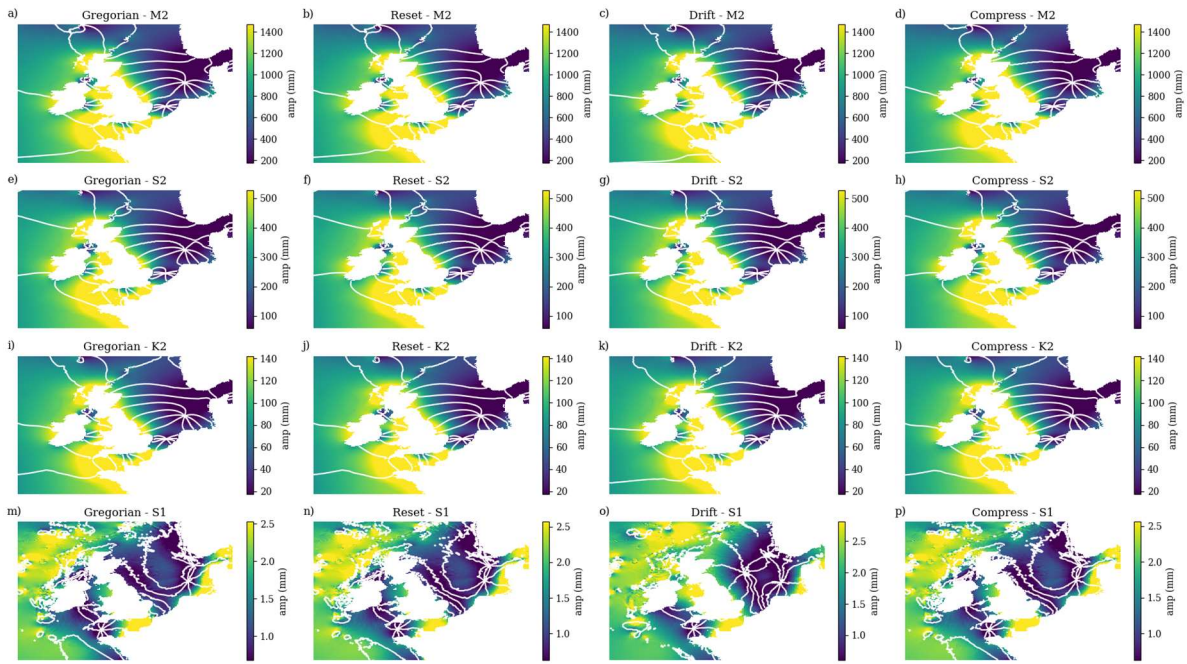 a) Gregorian - M2
1400
1200
1000
800
600
400
200
amp (mm)
b) Reset - M2
1400
1200
1000
800
600
400
200
amp (mm)
c) Drift - M2
1400
1200
1000
800
600
400
200
amp (mm)
d) Compress - M2
1400
1200
1000
800
600
400
200
amp (mm)
e) Gregorian - S2
500
400
300
200
100
amp (mm)
f) Reset - S2
500
400
300
200
100
amp (mm)
g) Drift - S2
500
400
300
200
100
amp (mm)
h) Compress - S2
500
400
300
200
100
amp (mm)
i) Gregorian - K2
140
120
100
80
60
40
20
amp (mm)
j) Reset - K2
140
120
100
80
60
40
20
amp (mm)
k) Drift - K2
140
120
100
80
60
40
20
amp (mm)
l) Compress - K2
140
120
100
80
60
40
20
amp (mm)
m) Gregorian - S1
2.5
2.0
1.5
1.0
amp (mm)
n) Reset - S1
2.5
2.0
1.5
1.0
amp (mm)
o) Drift - S1
2.5
2.0
1.5
1.0
amp (mm)
p) Compress - S1
2.5
2.0
1.5
1.0
amp (mm)